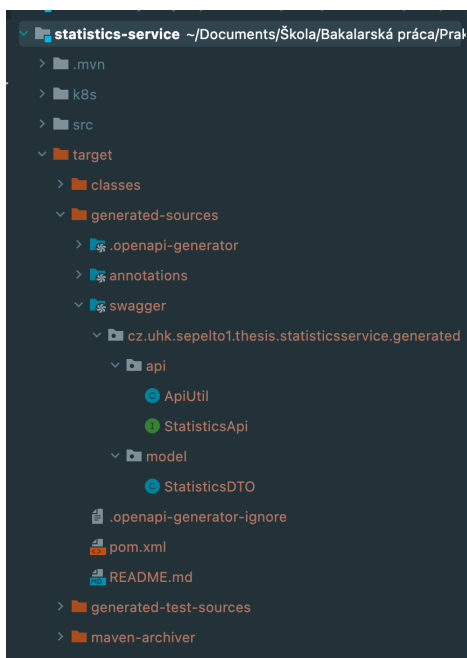 statistics-service ~/Documents/Škola/Bakalarská práca/Prak
.mvn
k8s
src
target
classes
generated-sources
.openapi-generator
annotations
swagger
cz.uhk.sepelto1.thesis.statisticsservice.generated
api
ApiUtil
StatisticsApi
model
StatisticsDTO
.openapi-generator-ignore
pom.xml
README.md
generated-test-sources
maven-archiver